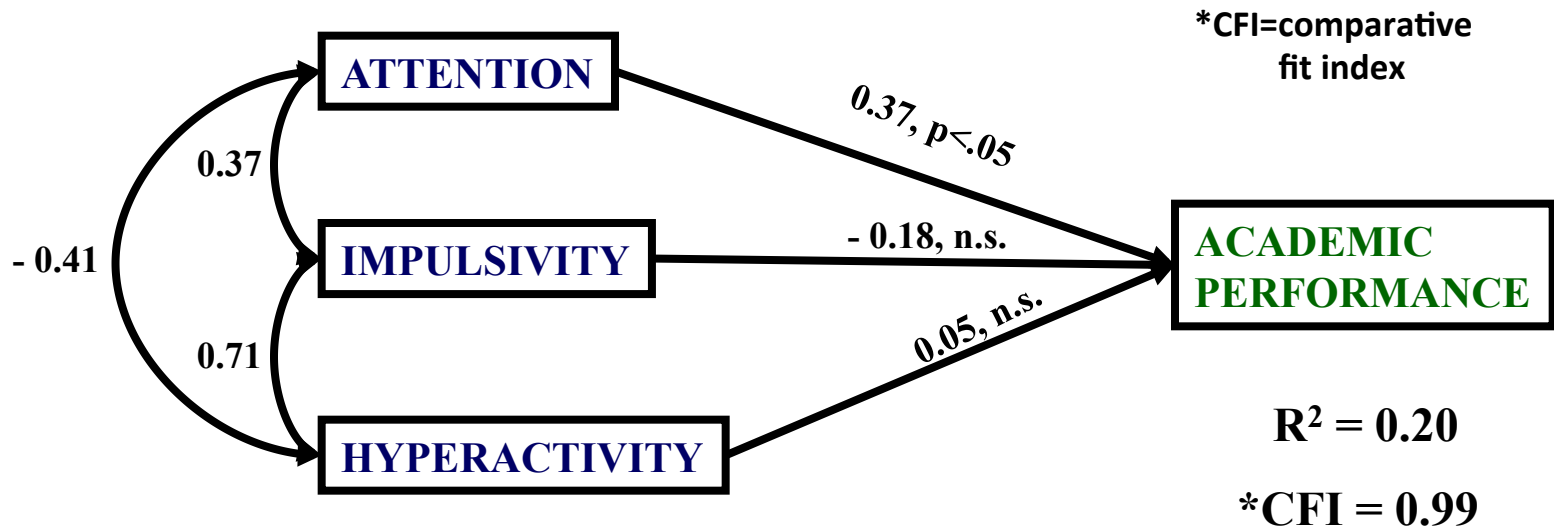 *CFI=comparative
fit index
ATTENTION
0.37, p<.05
0.37
IMPULSIVITY
- 0.18, n.s.
- 0.41
ACADEMIC
PERFORMANCE
0.05, n.s.
0.71
HYPERACTIVITY
R² = 0.20
*CFI = 0.99